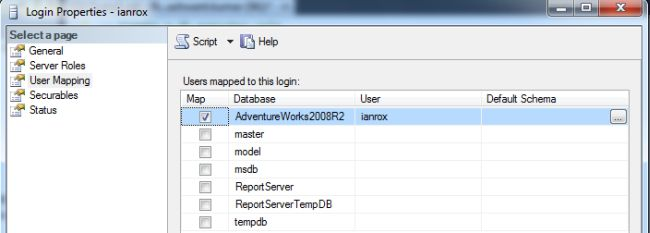 Login Properties - ianrox
Select a page
General
Server Roles
User Mapping
Securables
Status
Script Help
Users mapped to this login:
Map Database User Default Schema
AdventureWorks2008R2 ianrox ...
master
model
msdb
ReportServer
ReportServerTempDB
tempdb